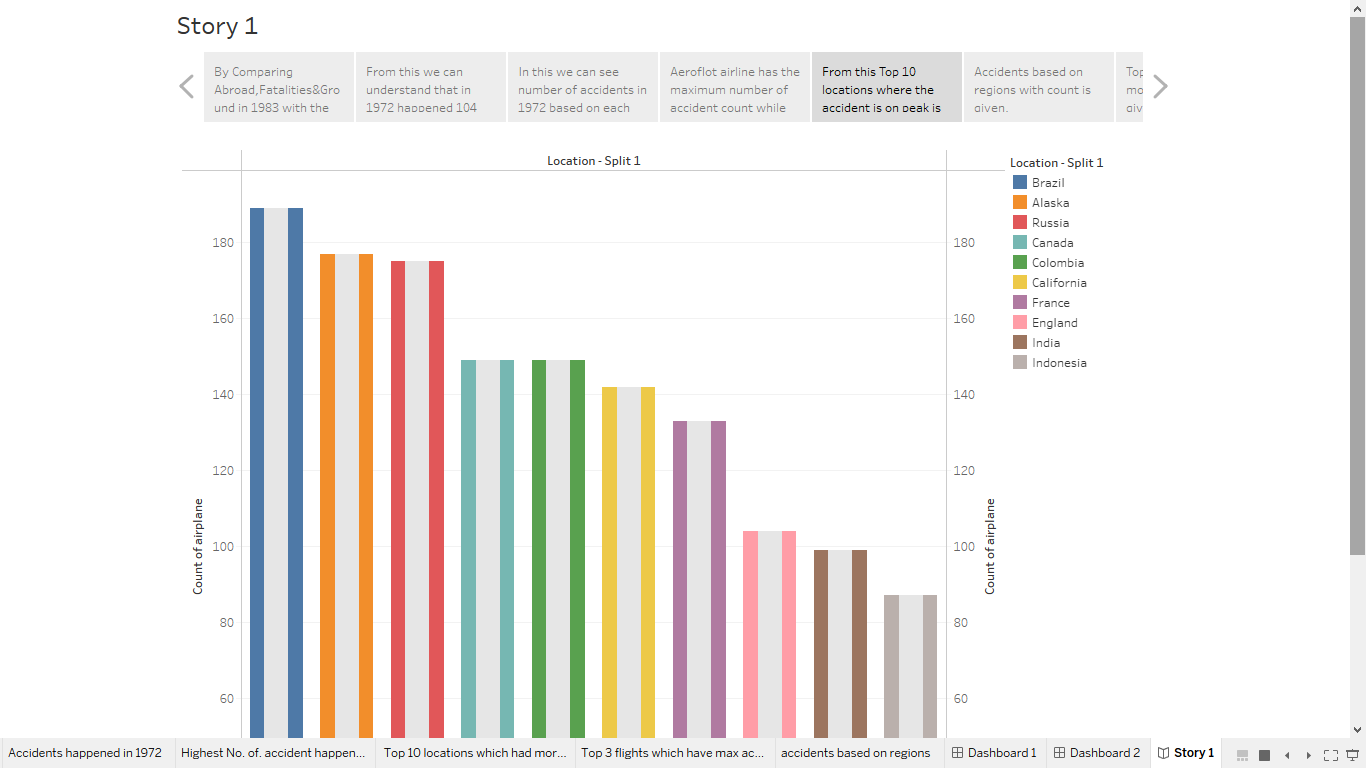 Story 1
By Comparing
Abroad,Fatalities&Gro
und in 1983 with the
From this we can
understand that in
1972 happened 104
In this we can see
number of accidents in
1972 based on each
Aeroflot airline has the
maximum number of
accident count while
From this Top 10
locations where the
accident is on peak is
Accidents based on
regions with count is
given.
Top
mo
giv
Location - Split 1
180
160
140
120
100
80
60
Count of airplane
180
160
140
120
100
80
60
Count of airplane
Location - Split 1
Brazil
Alaska
Russia
Canada
Colombia
California
France
England
India
Indonesia
Accidents happened in 1972
Highest No. of. accident happen...
Top 10 locations which had mor...
Top 3 flights which have max ac...
accidents based on regions
Dashboard 1
Dashboard 2
Story 1